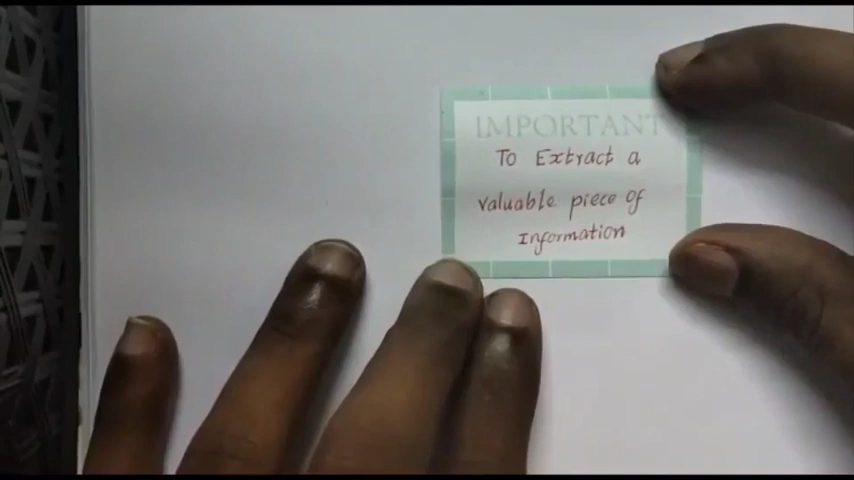 IMPORTANT
To Extract a
valuable piece of
Information